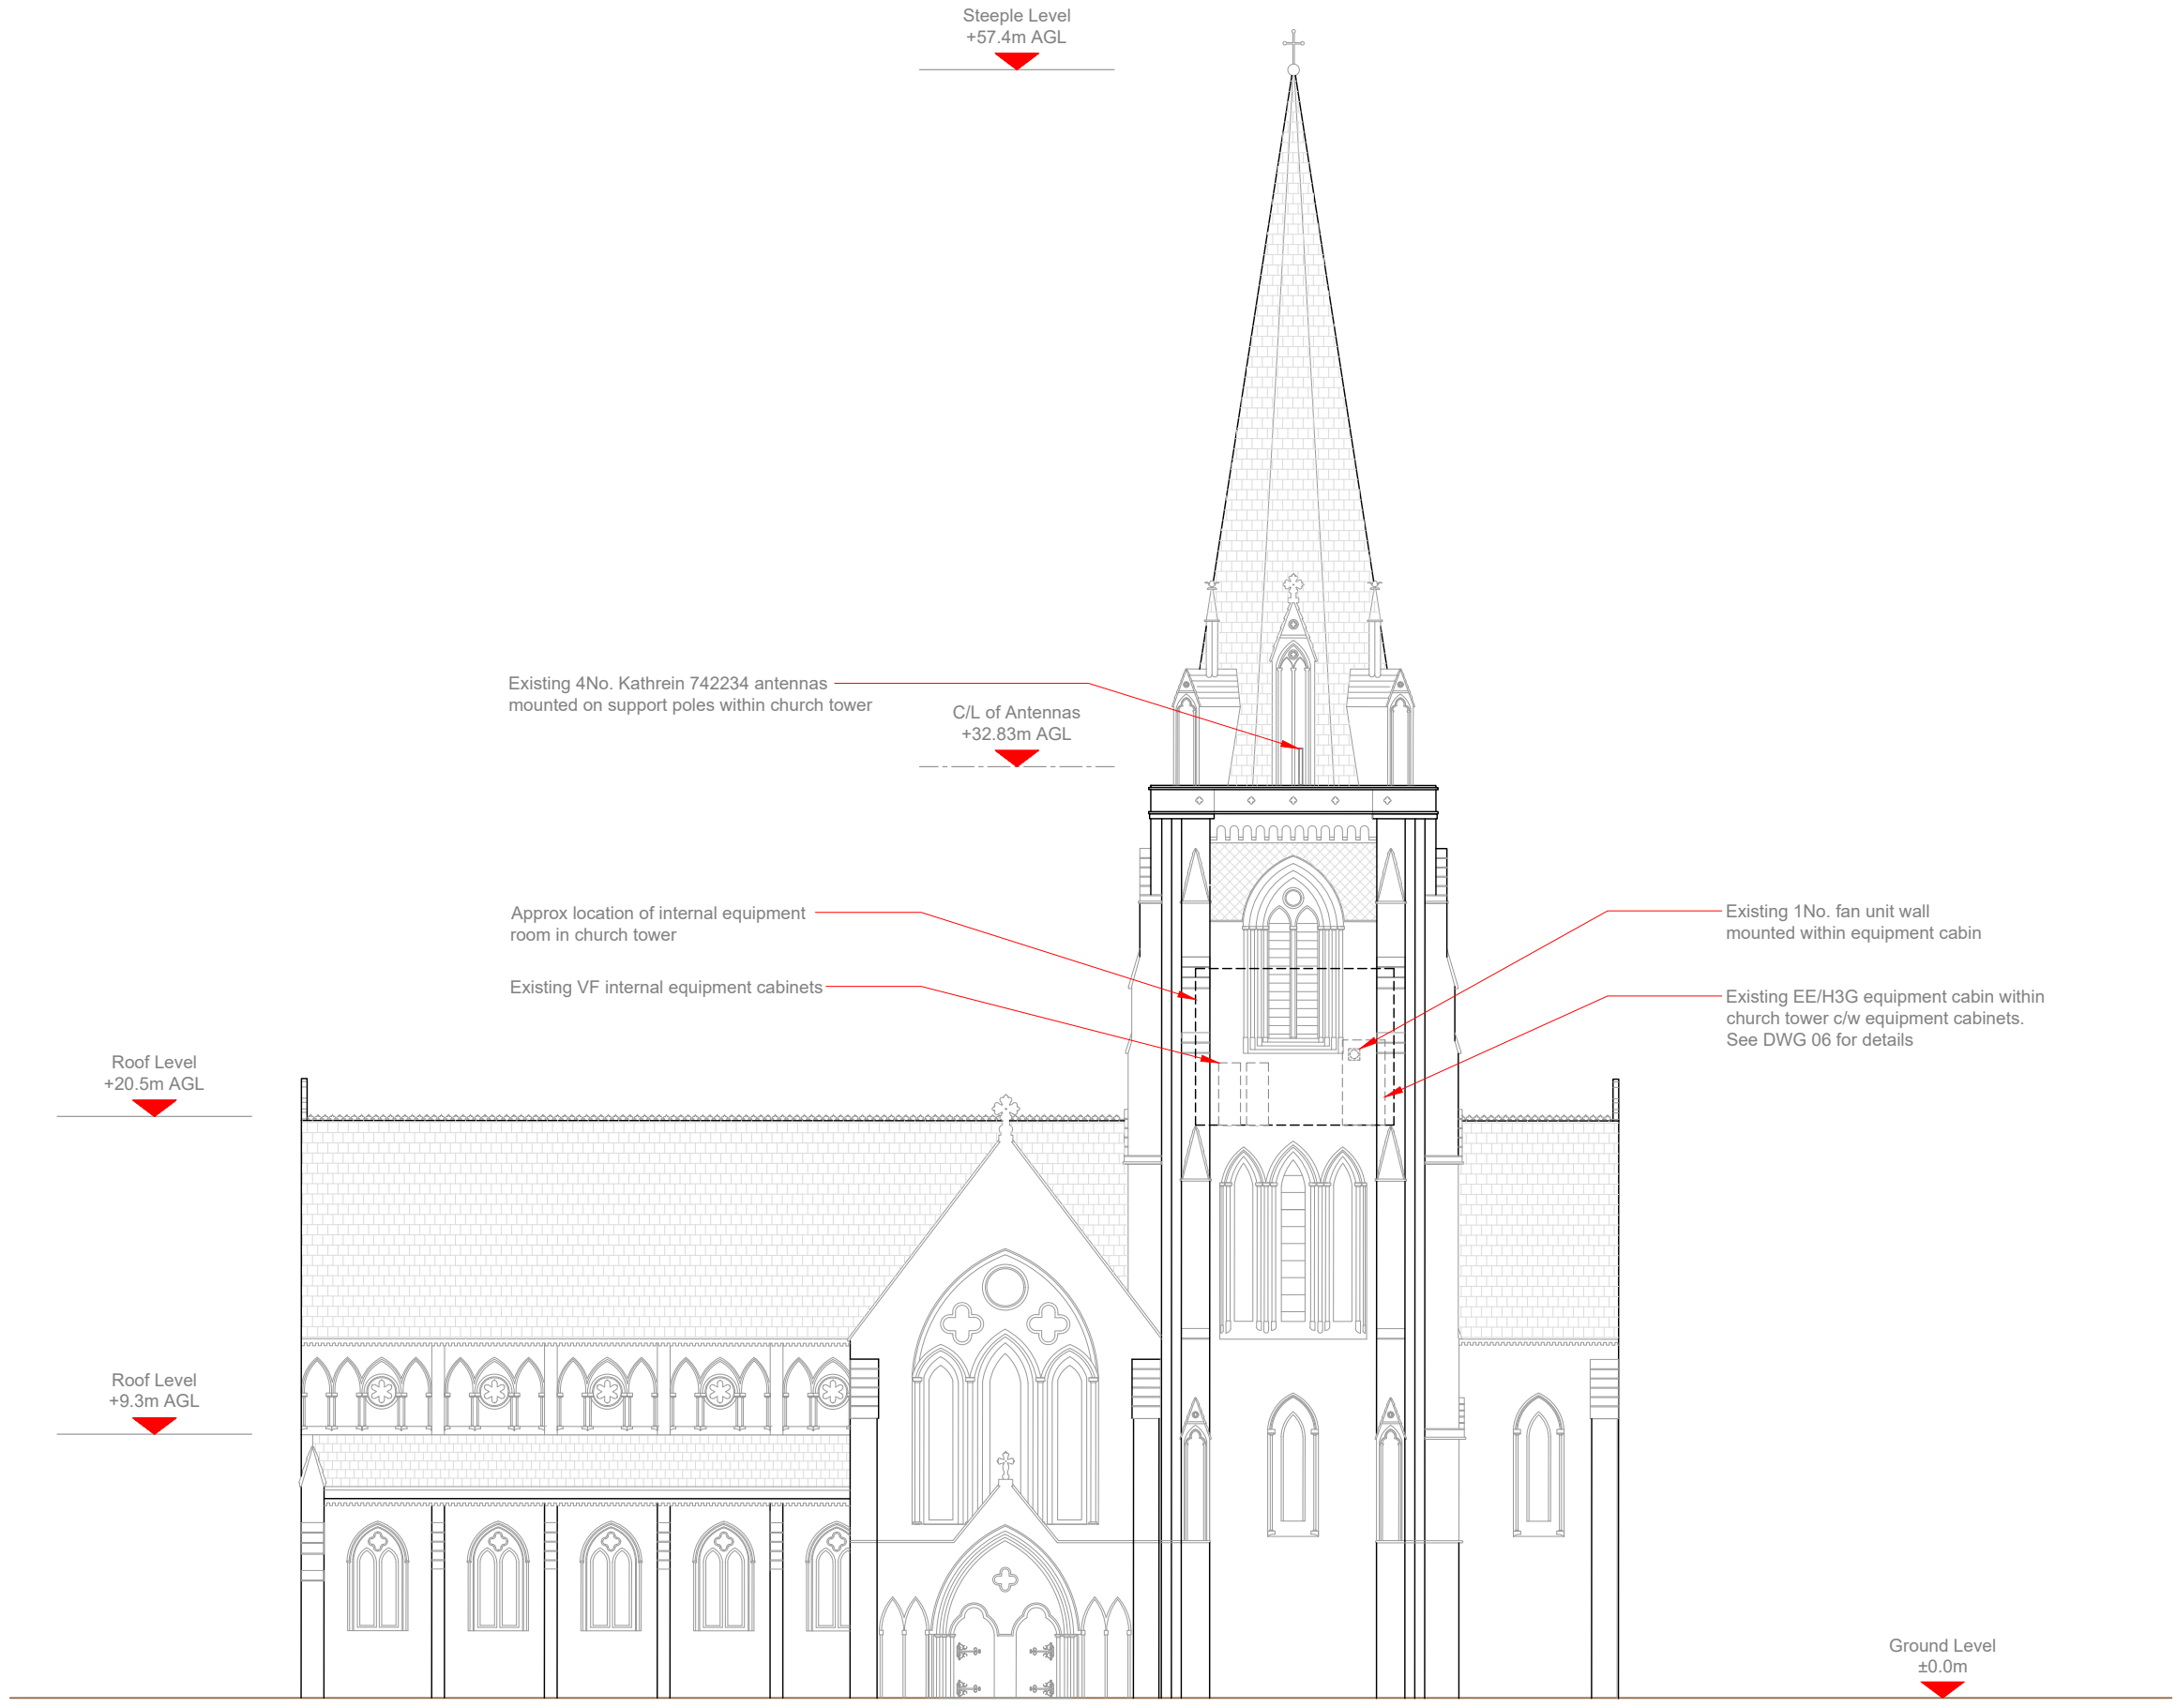 Steeple Level
+57.4m AGL
Existing 4No. Kathrein 742234 antennas
mounted on support poles within church tower
C/L of Antennas
+32.83m AGL
Approx location of internal equipment
room in church tower
Existing VF internal equipment cabinets
Existing 1No. fan unit wall
mounted within equipment cabin
Existing EE/H3G equipment cabin within
church tower c/w equipment cabinets.
See DWG 06 for details
Roof Level
+20.5m AGL
Roof Level
+9.3m AGL
Ground Level
±0.0m